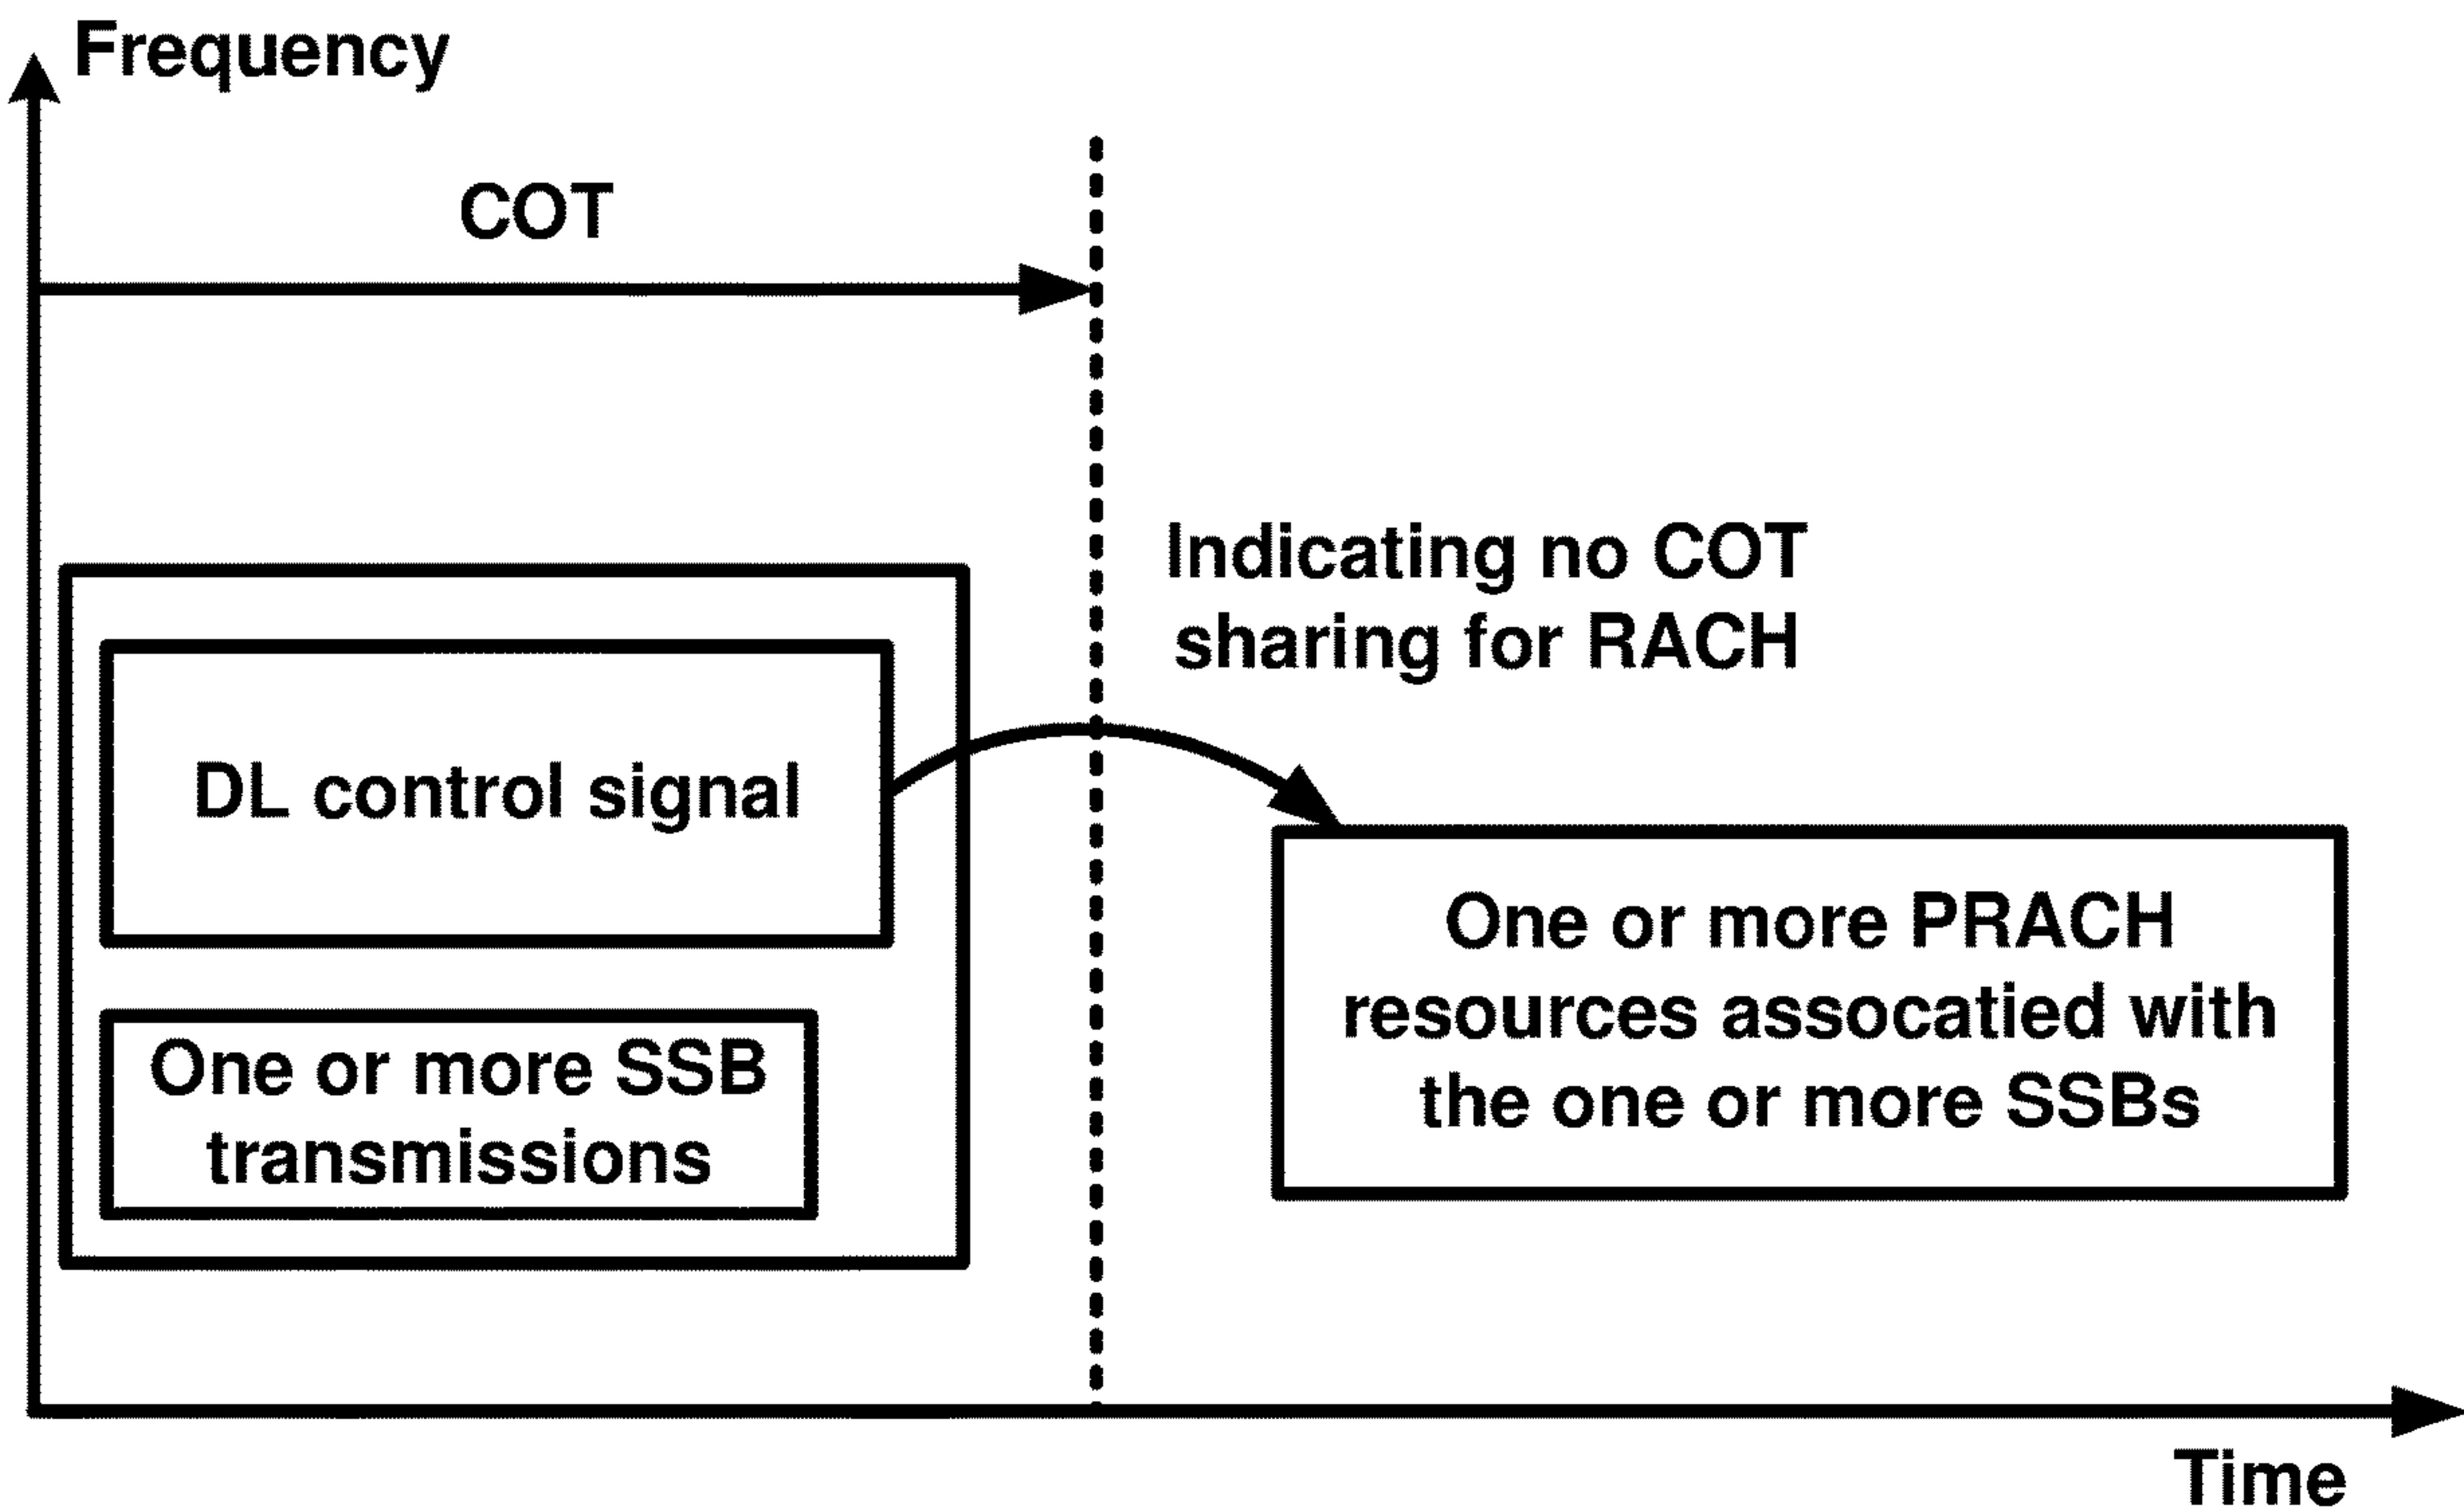 Frequency
COT
Indicating no COT
sharing for RACH
DL control signal
One or more SSB
transmissions
One or more PRACH
resources assocatied with
the one or more SSBs
Time